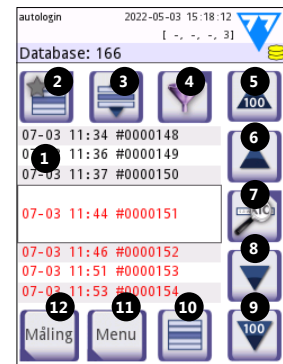 autologin 2022-05-03 15:18:12
[ -, -, -, 3]
Database: 166
2 3 4 5
100
07-03 11:34 #0000148
1 11:36 #0000149
07-03 11:37 #0000150
6
07-03 11:44 #0000151
7
07-03 11:46 #0000152
07-03 11:51 #0000153
07-03 11:53 #0000154
8
12 11 10 9
Måling Menu 100